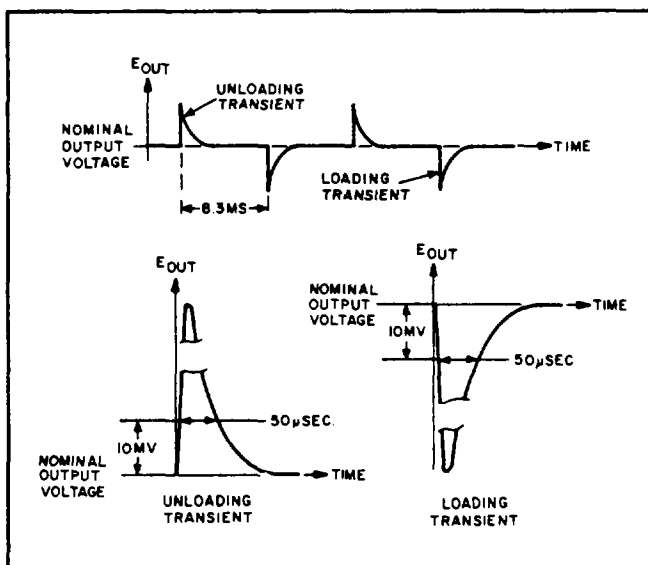 EOUT
UNLOADING
TRANSIENT
NOMINAL
OUTPUT
VOLTAGE
TIME
LOADING
TRANSIENT
8.3MS
EOUT
10MV
50µSEC.
NOMINAL
OUTPUT
VOLTAGE
TIME
UNLOADING
TRANSIENT
EOUT
NOMINAL
OUTPUT
VOLTAGE
TIME
10MV
50µSEC
LOADING
TRANSIENT